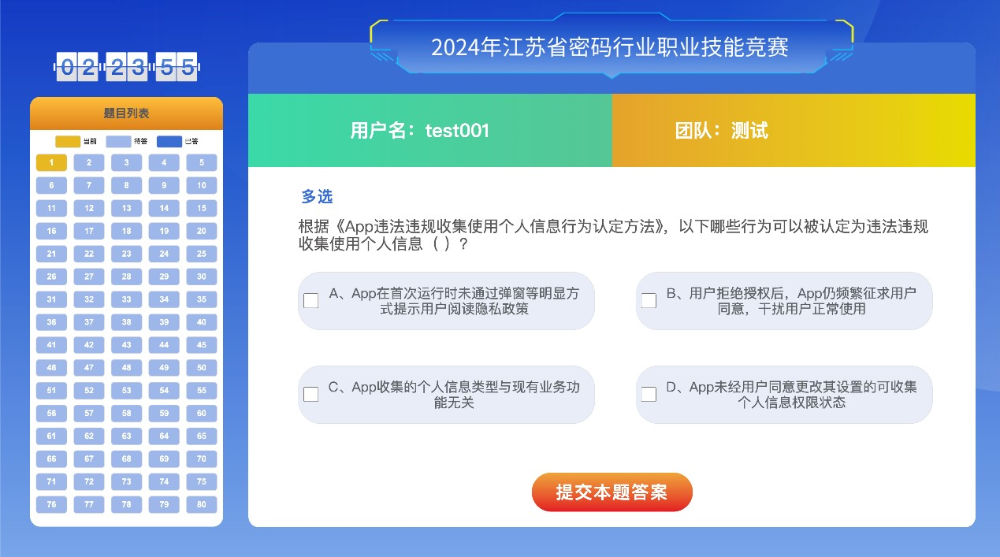 2024年江苏省密码行业职业技能竞赛
02 23 55
题目列表
当前 待答 已答
1 2 3 4 5
6 7 8 9 10
11 12 13 14 15
16 17 18 19 20
21 22 23 24 25
26 27 28 29 30
31 32 33 34 35
36 37 38 39 40
41 42 43 44 45
46 47 48 49 50
51 52 53 54 55
56 57 58 59 60
61 62 63 64 65
66 67 68 69 70
71 72 73 74 75
76 77 78 79 80
用户名：test001
团队：测试
多选
根据《App违法违规收集使用个人信息行为认定方法》，以下哪些行为可以被认定为违法违规
收集使用个人信息（ ）？
A、App在首次运行时未通过弹窗等明显方
式提示用户阅读隐私政策
B、用户拒绝授权后，App仍频繁征求用户
同意，干扰用户正常使用
C、App收集的个人信息类型与现有业务功
能无关
D、App未经用户同意更改其设置的可收集
个人信息权限状态
提交本题答案